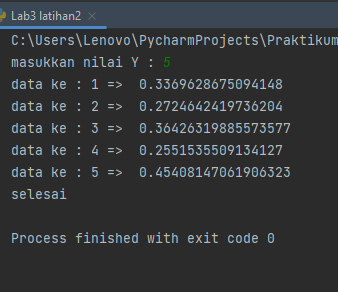 Lab3 latihan2 ×
C:\Users\Lenovo\PycharmProjects\Praktikum
masukkan nilai Y : 5
data ke : 1 =>  0.3369628675094148
data ke : 2 =>  0.2724642419736204
data ke : 3 =>  0.36426319885573577
data ke : 4 =>  0.2551535509134127
data ke : 5 =>  0.45408147061906323
selesai
Process finished with exit code 0